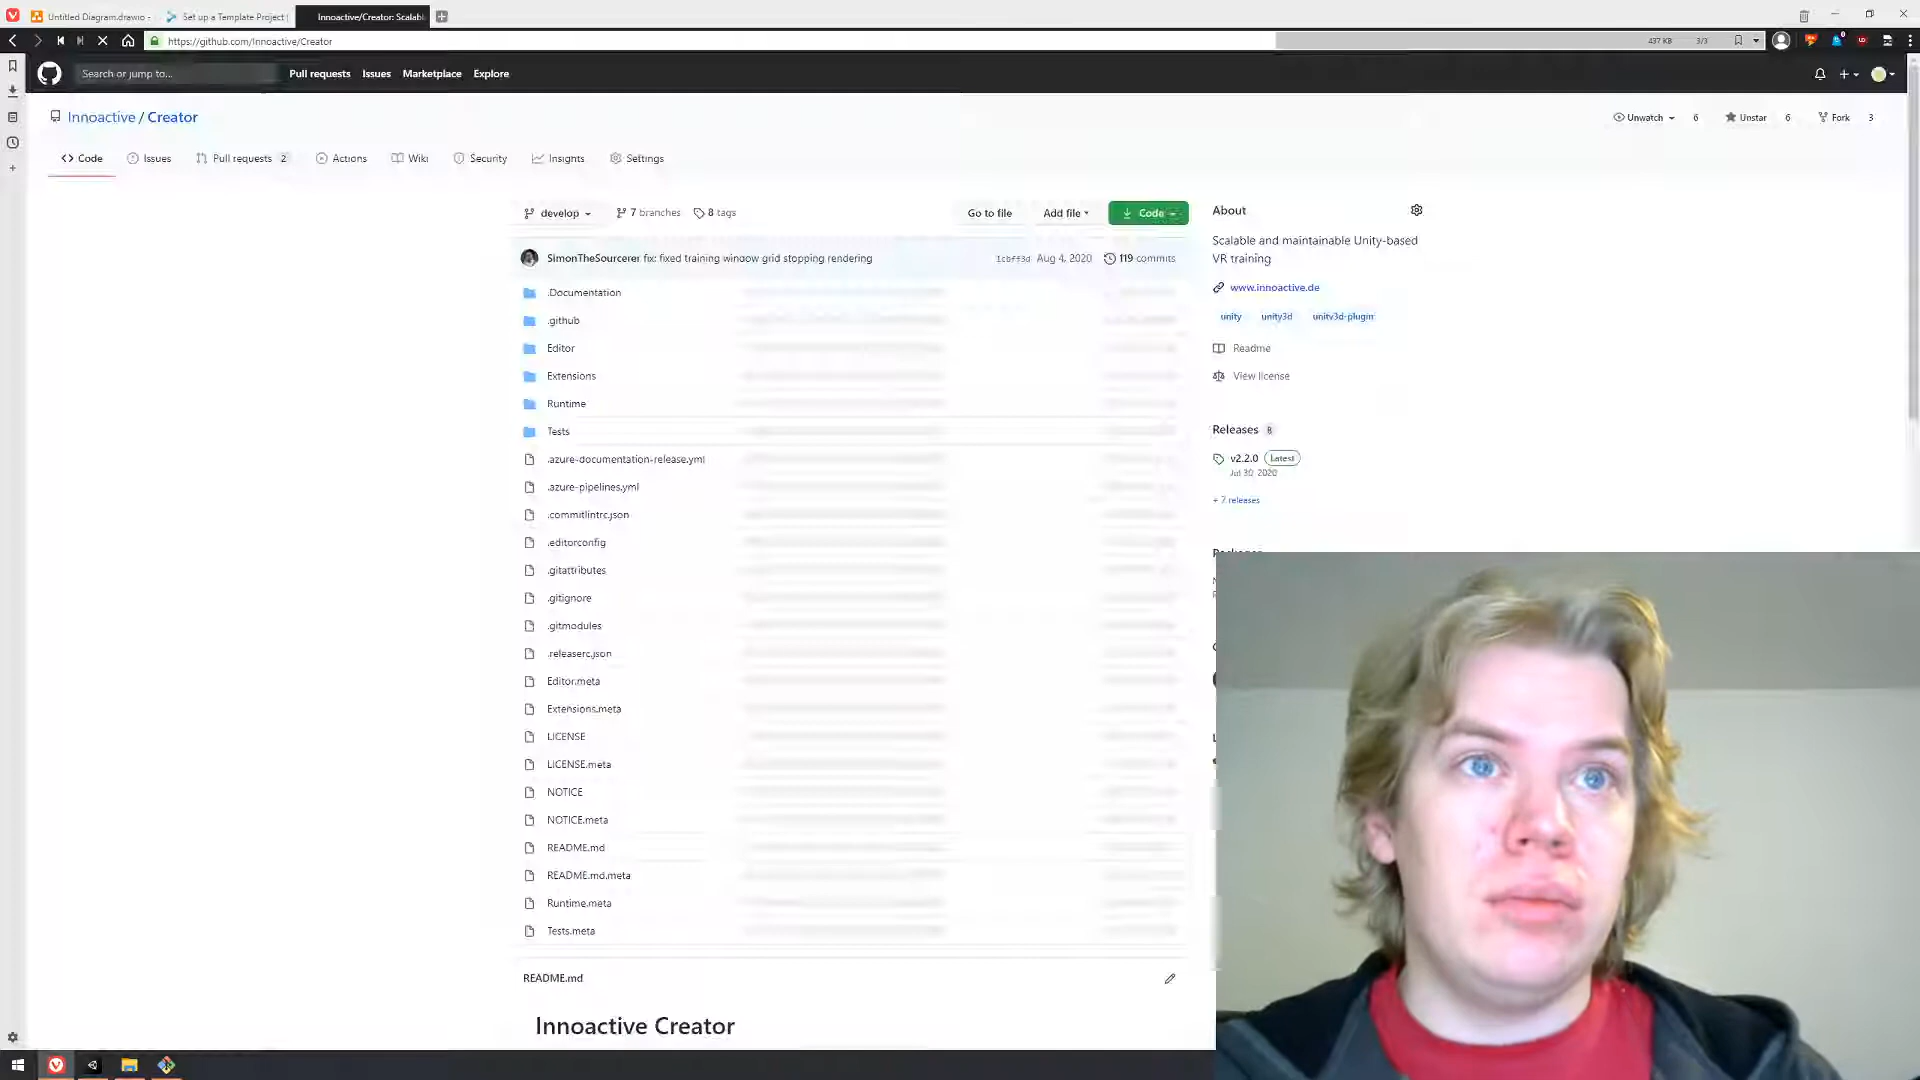 Untitled Diagram.drawio -
Set up a Template Project |
Innoactive/Creator: Scalabl
https://github.com/Innoactive/Creator
437 KB
3/3
Search or jump to...
Pull requests
Issues
Marketplace
Explore
Innoactive / Creator
Unwatch
6
Unstar
6
Fork
3
Code
Issues
Pull requests 2
Actions
Wiki
Security
Insights
Settings
develop
7 branches
8 tags
Go to file
Add file
Code
About
Scalable and maintainable Unity-based
VR training
www.innoactive.de
unity
unity3d
unity3d-plugin
Readme
View license
Releases 8
v2.2.0
Latest
Jul 30, 2020
+ 7 releases
SimonTheSourcerer fix: fixed training window grid stopping rendering
1cbff3d
Aug 4, 2020
119 commits
.Documentation
.github
Editor
Extensions
Runtime
Tests
.azure-documentation-release.yml
.azure-pipelines.yml
.commitlintrc.json
.editorconfig
.gitattributes
.gitignore
.gitmodules
.releaserc.json
Editor.meta
Extensions.meta
LICENSE
LICENSE.meta
NOTICE
NOTICE.meta
README.md
README.md.meta
Runtime.meta
Tests.meta
README.md
Innoactive Creator